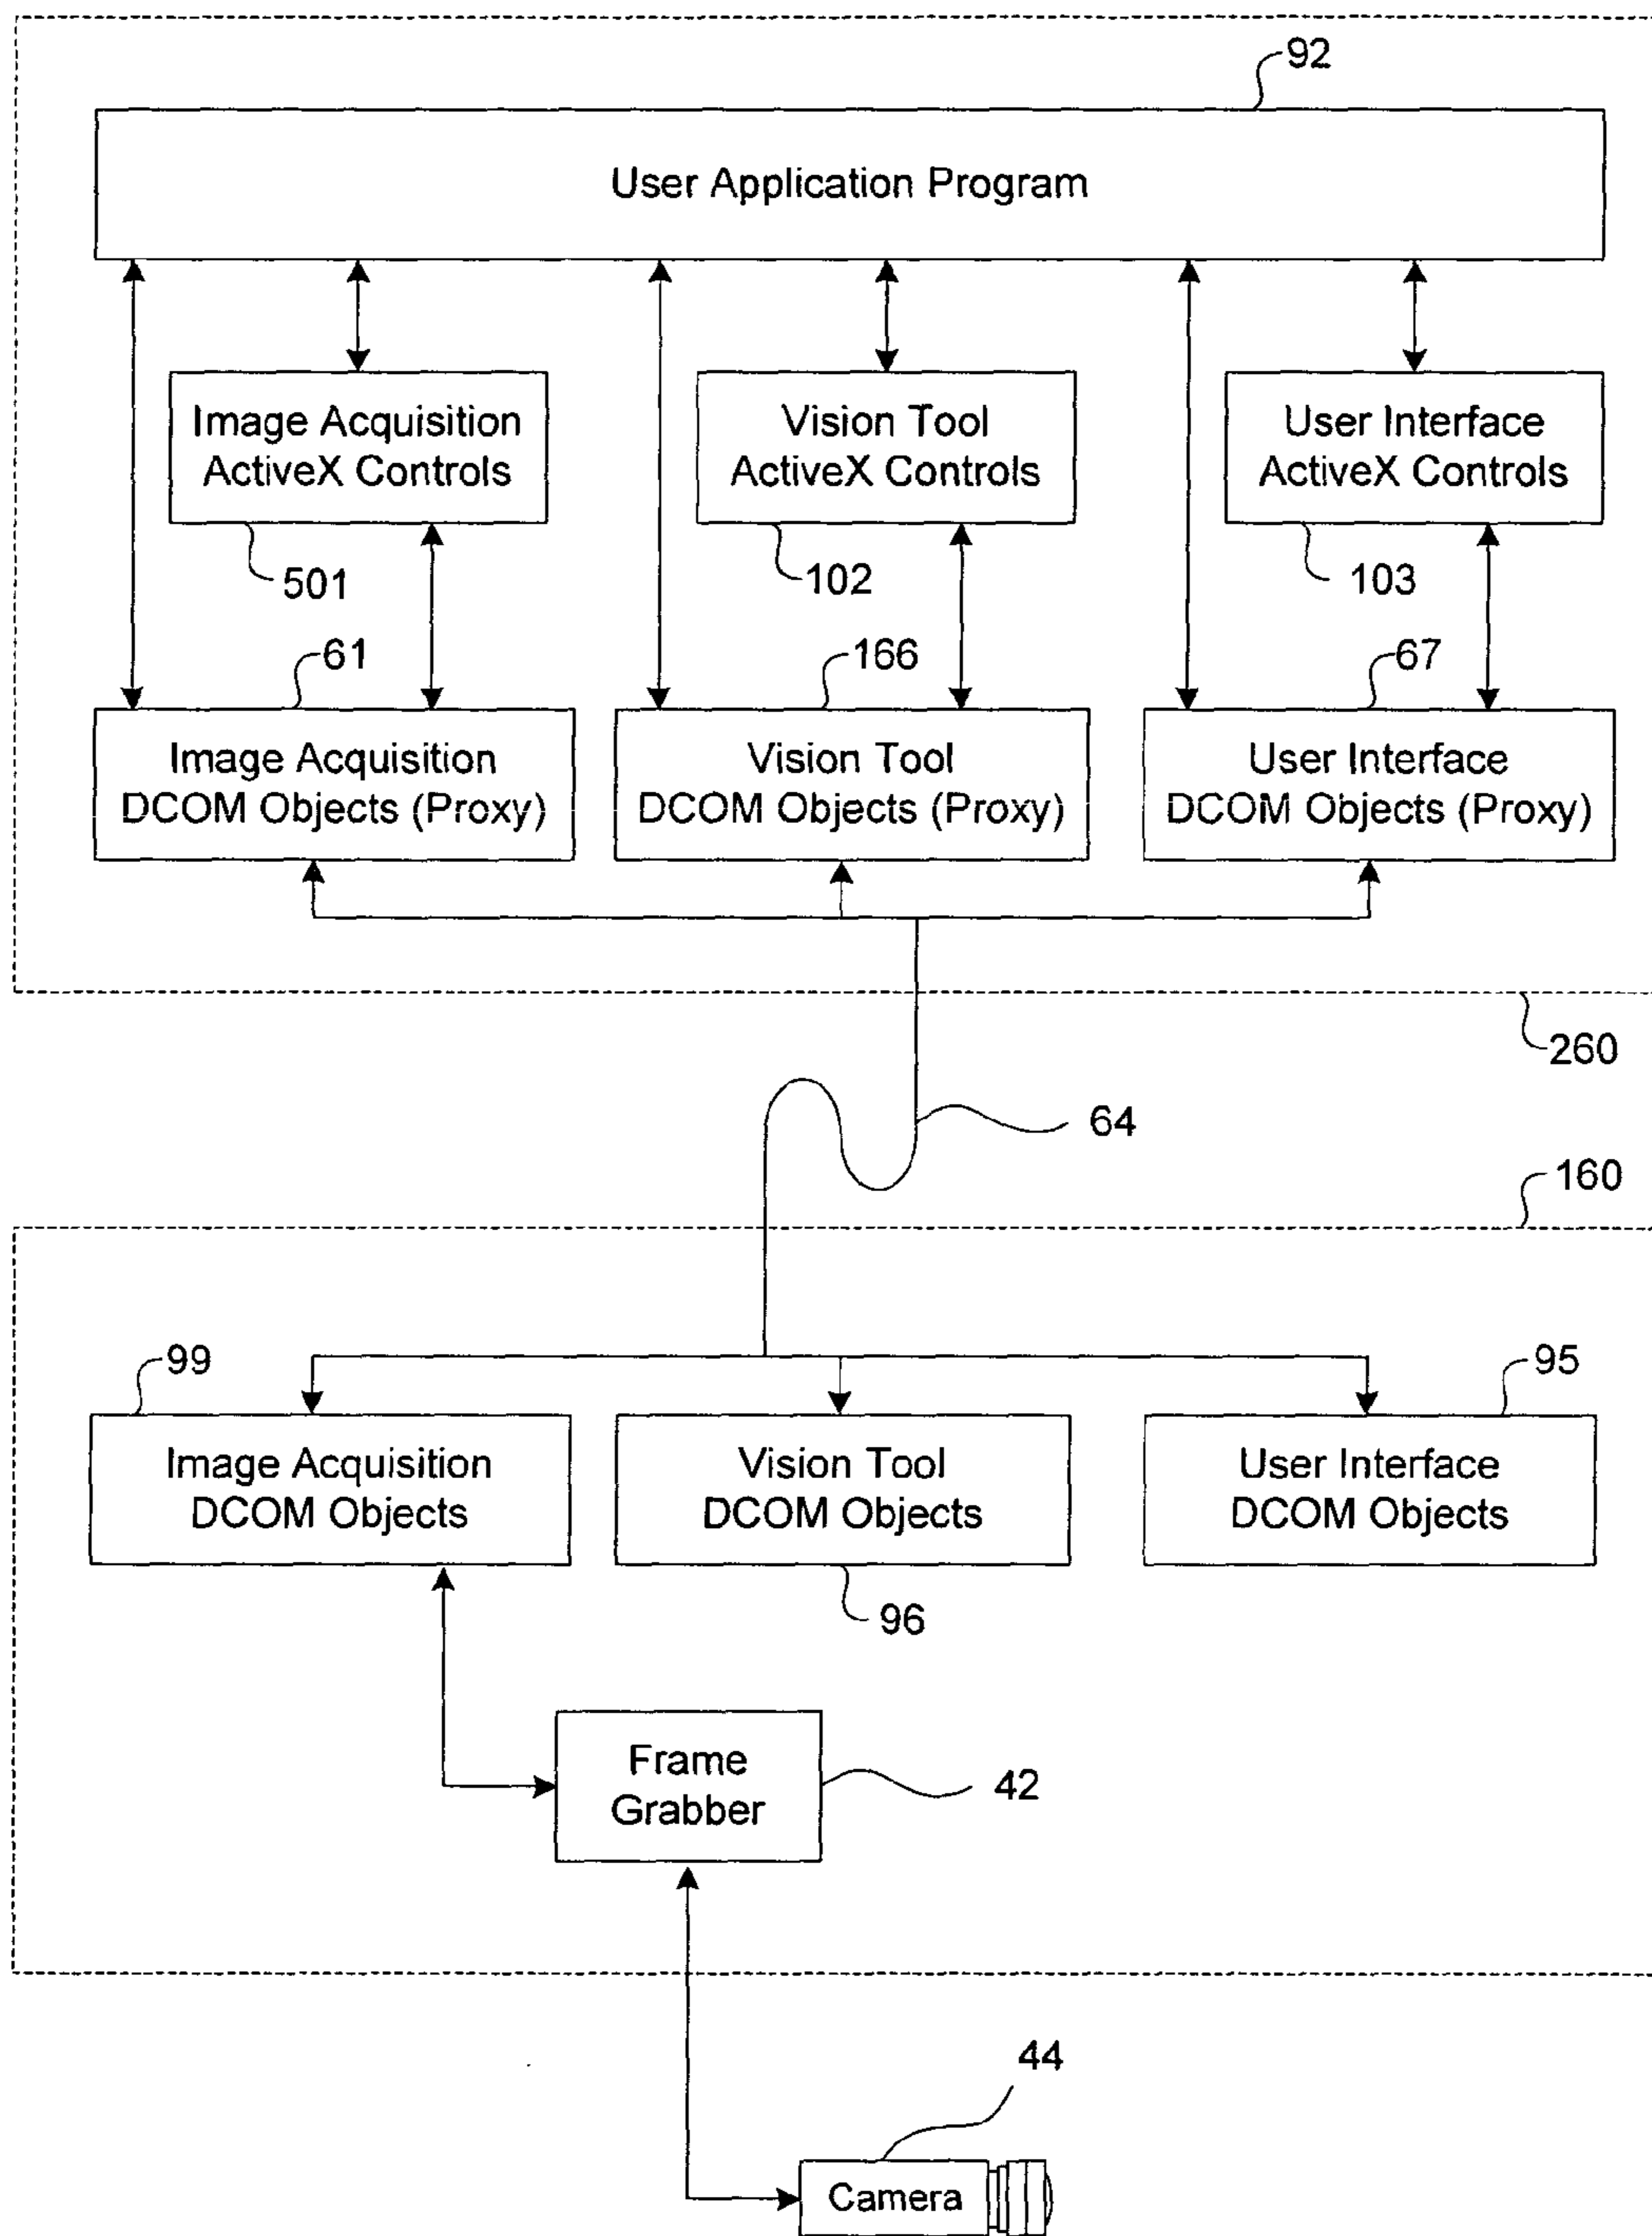 92
User Application Program
Image Acquisition
ActiveX Controls
Vision Tool
ActiveX Controls
User Interface
ActiveX Controls
501
102
103
61
166
67
Image Acquisition
DCOM Objects (Proxy)
Vision Tool
DCOM Objects (Proxy)
User Interface
DCOM Objects (Proxy)
260
64
160
99
95
Image Acquisition
DCOM Objects
Vision Tool
DCOM Objects
User Interface
DCOM Objects
96
Frame
Grabber
42
44
Camera